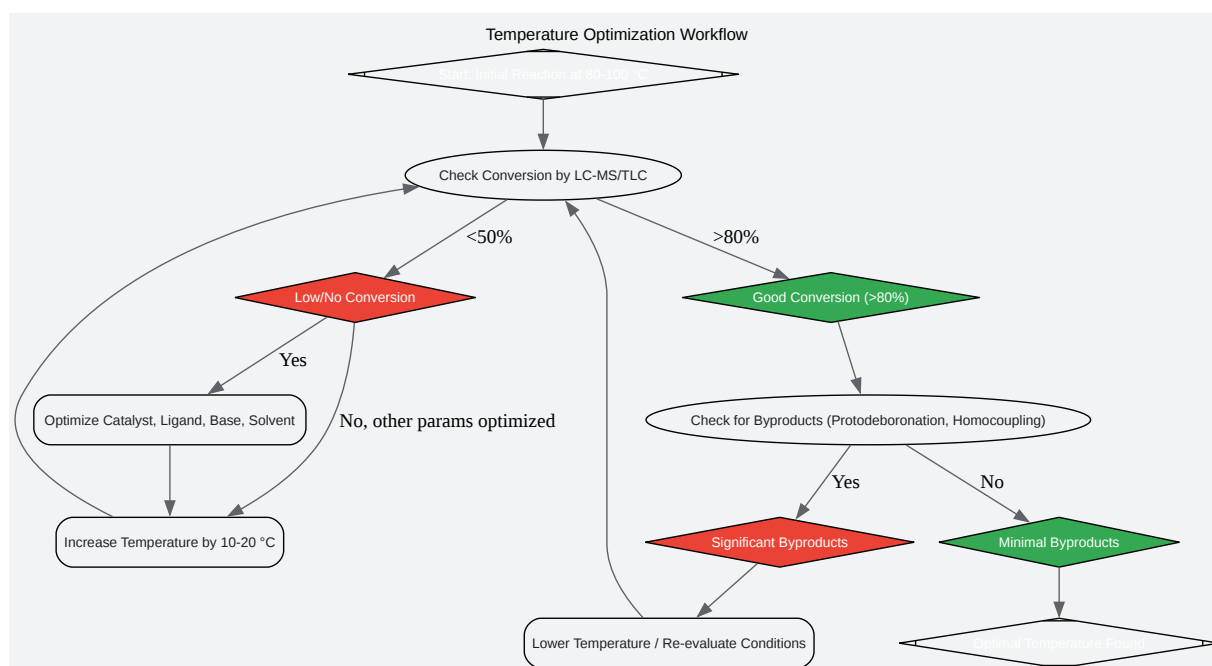 Temperature Optimization Workflow
Start: Initial Reaction at 80-100 °C
Check Conversion by LC-MS/TLC
<50%
>80%
Low/No Conversion
Good Conversion (>80%)
Yes
Optimize Catalyst, Ligand, Base, Solvent
No, other params optimized
Check for Byproducts (Protodeboronation, Homocoupling)
Yes
No
Increase Temperature by 10-20 °C
Significant Byproducts
Minimal Byproducts
Lower Temperature / Re-evaluate Conditions
Optimal Temperature Found